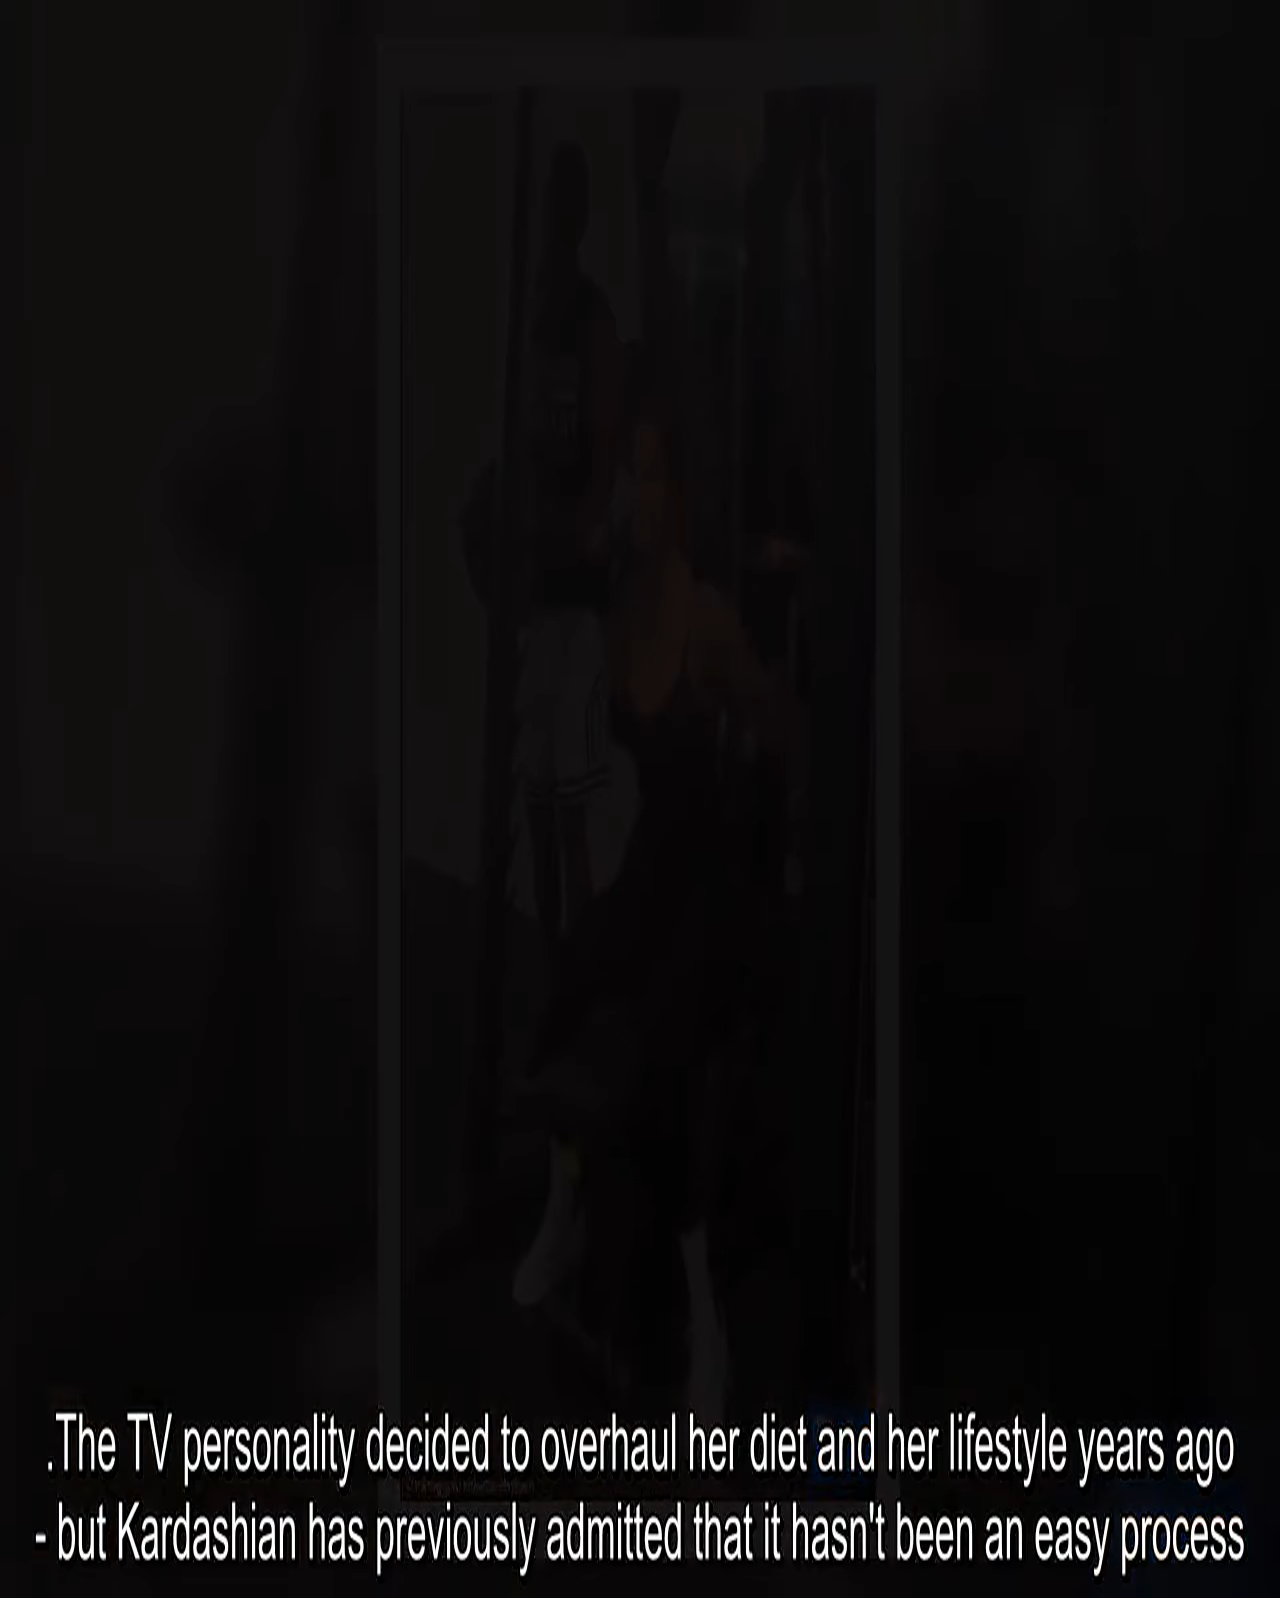 .The TV personality decided to overhaul her diet and her lifestyle years ago
- but Kardashian has previously admitted that it hasn't been an easy process